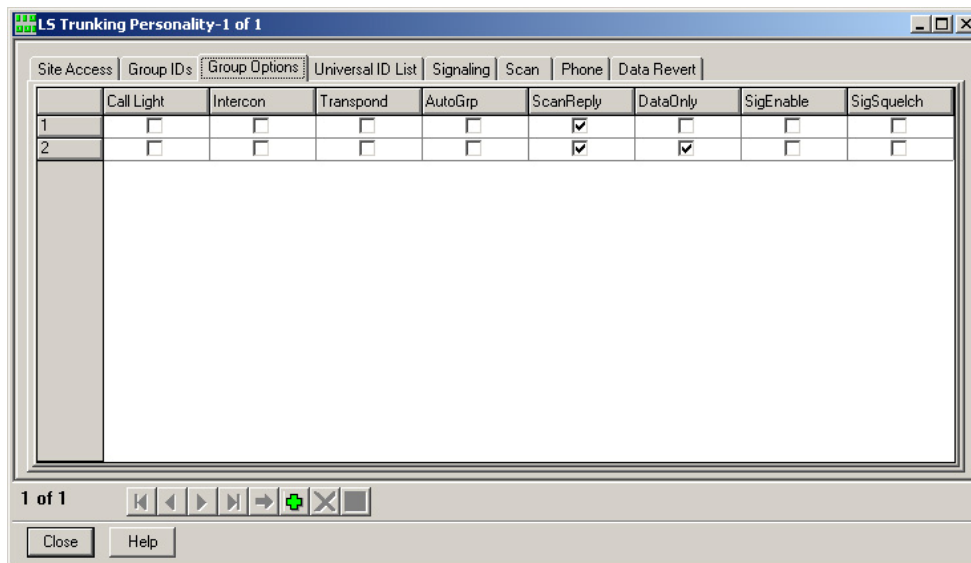 LS Trunking Personality-1 of 1
Site Access Group IDs Group Options Universal ID List Signaling Scan Phone Data Revert
Call Light Intercon Transpond AutoGrp ScanReply DataOnly SigEnable SigSquelch
1
2
1 of 1
Close Help